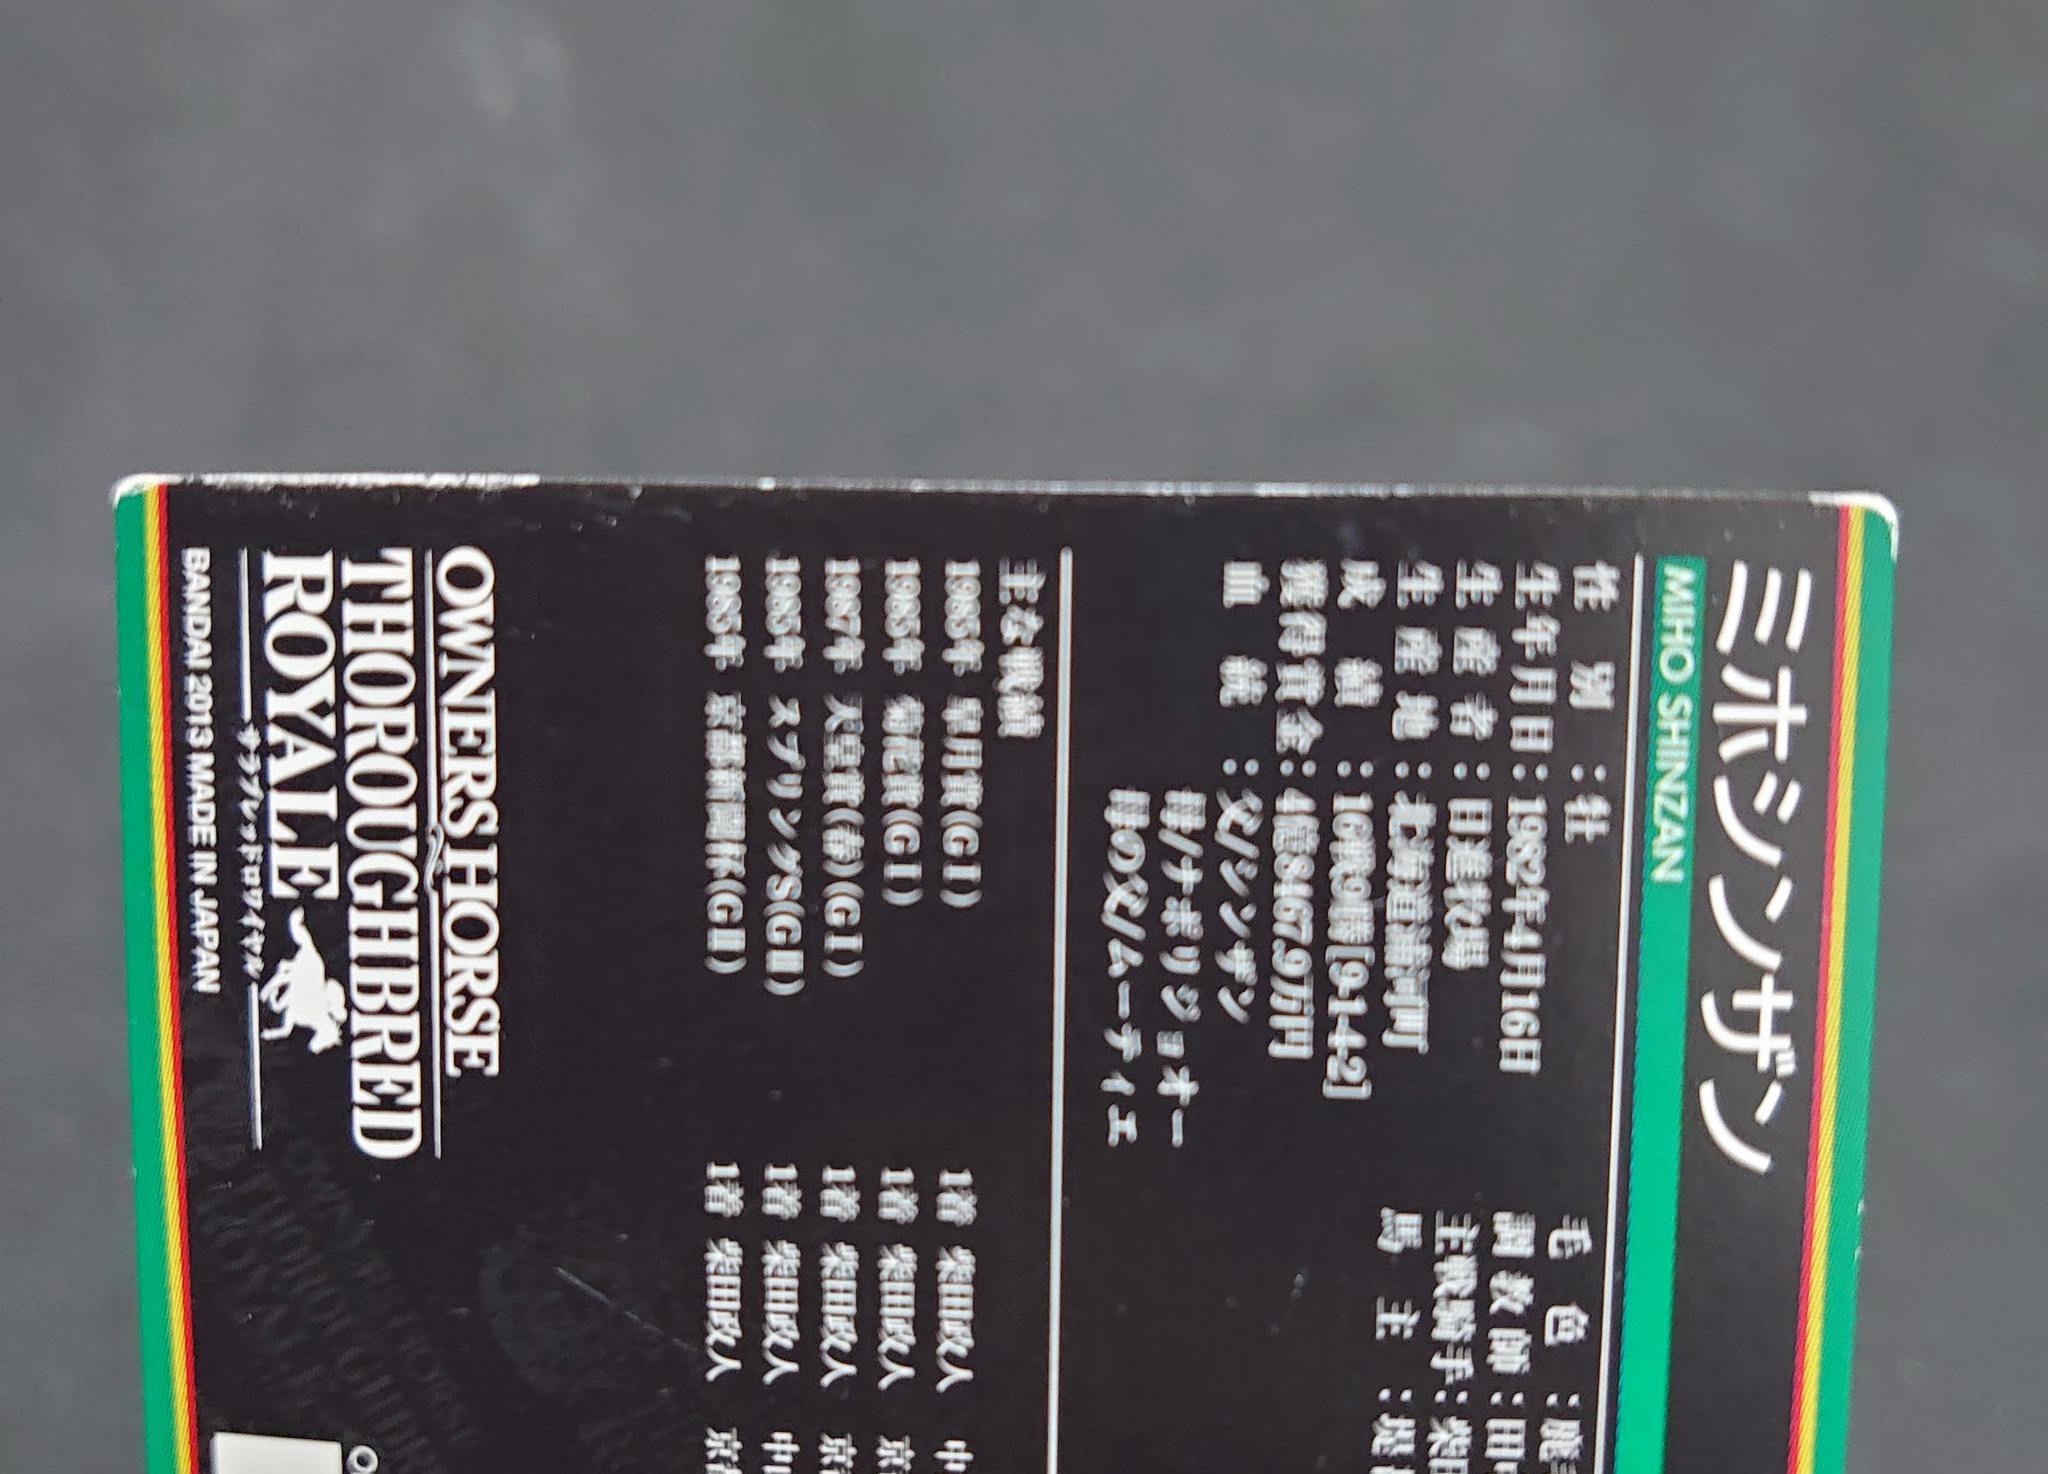 ミホシンザン
MIHO SHINZAN
性別:牡
毛色:鹿
生年月日:1982年4月16日
調教師:田
生産者:日進牧場
主戦騎手:柴田
生産地:北海道浦河町
馬主:堤
成績:16戦9勝[9-1-4-2]
獲得賞金:4億8467.9万円
血統:父/シンザン
母/ナポリジョオー
母の父/ムーティエ
主な戦績
1985年 皐月賞(GI) 1着 柴田政人 中
1985年 菊花賞(GI) 1着 柴田政人 京
1987年 天皇賞(春)(GI) 1着 柴田政人 京
1985年 スプリングS(GII) 1着 柴田政人 中
1985年 京都新聞杯(GII) 1着 柴田政人 京
OWNERS HORSE
THOROUGHBRED
ROYALE
サラブレッドロワイヤル
BANDAI 2013 MADE IN JAPAN